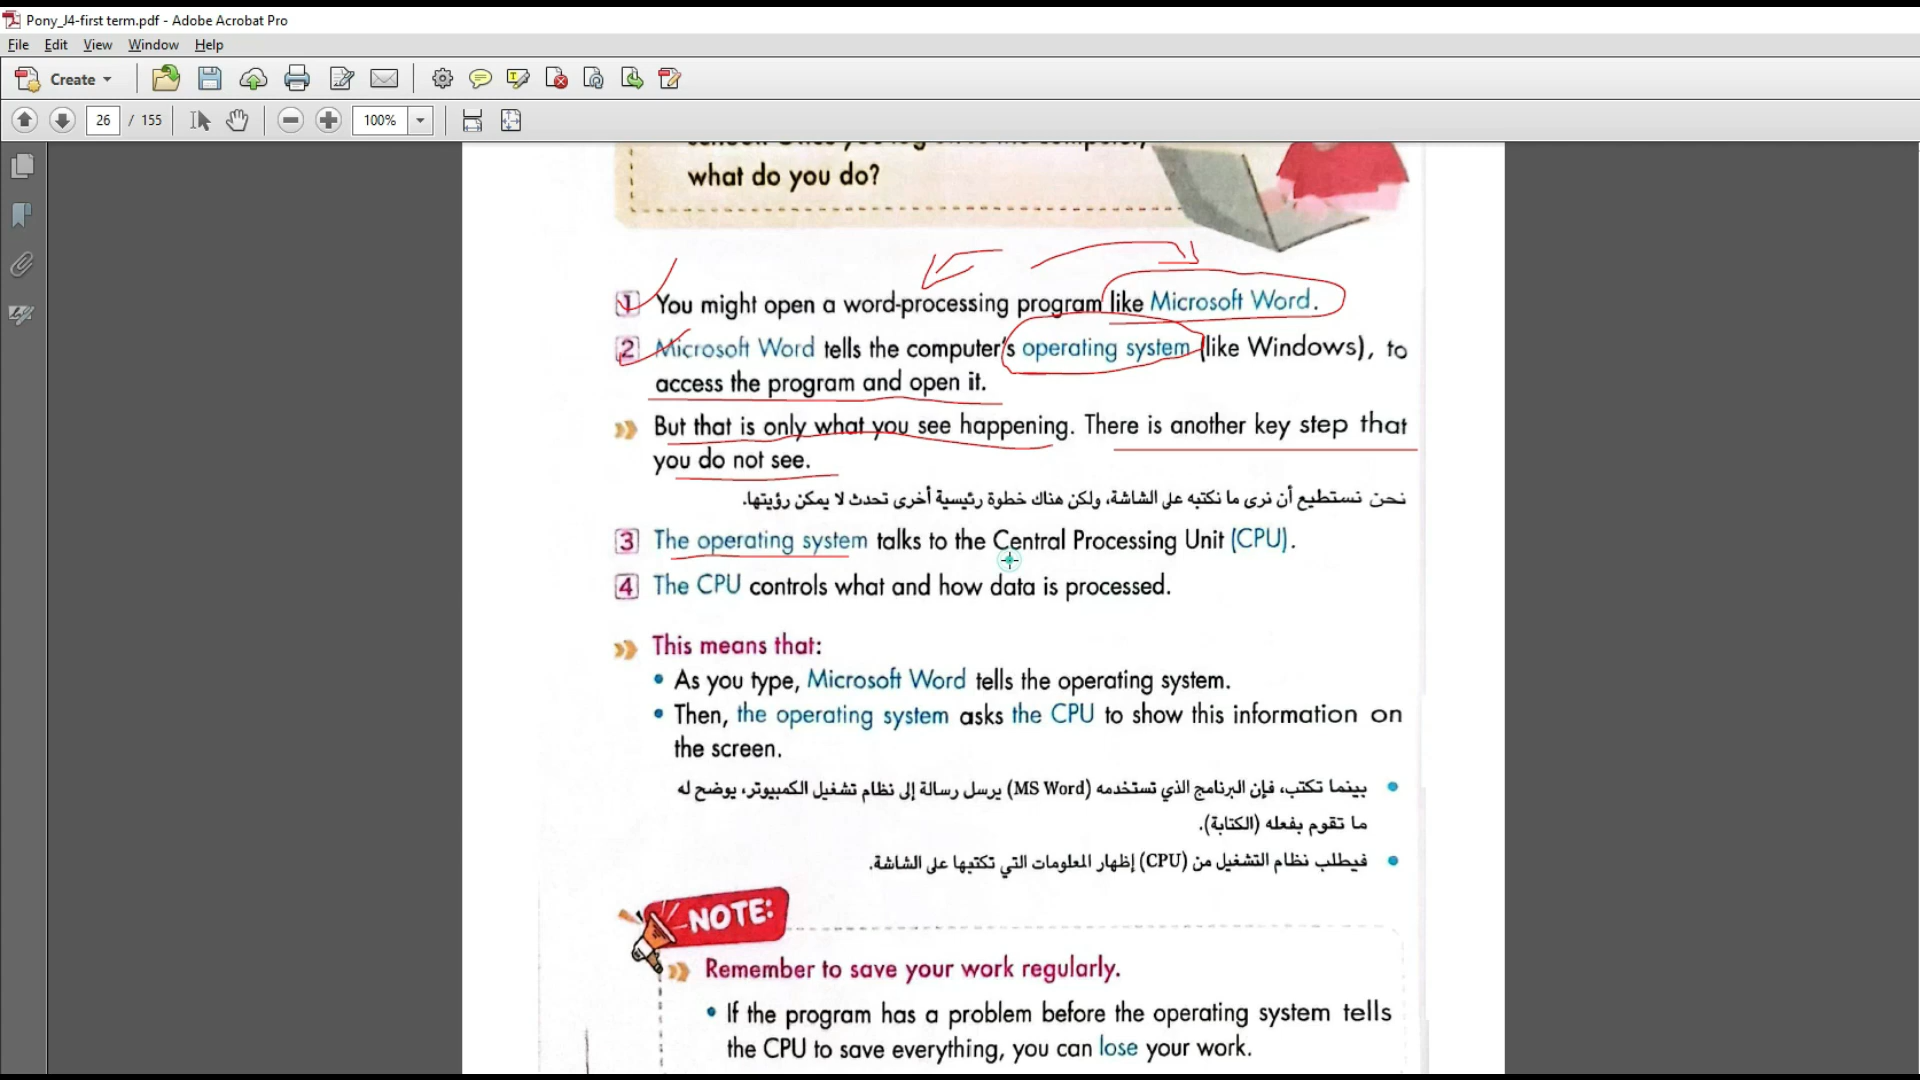 Pony_J4-first term.pdf - Adobe Acrobat Pro
File Edit View Window Help
Create
26 / 155 100%
what do you do?
1 You might open a word-processing program like Microsoft Word.
2 Microsoft Word tells the computer's operating system (like Windows), to
access the program and open it.
But that is only what you see happening. There is another key step that
you do not see.
نحن نستطيع أن نرى ما نكتبه على الشاشة، ولكن هناك خطوة رئيسية أخرى تحدث لا يمكن رؤيتها.
3 The operating system talks to the Central Processing Unit (CPU).
4 The CPU controls what and how data is processed.
This means that:
• As you type, Microsoft Word tells the operating system.
• Then, the operating system asks the CPU to show this information on
the screen.
• بينما تكتب، فإن البرنامج الذي تستخدمه (MS Word) يرسل رسالة إلى نظام تشغيل الكمبيوتر، يوضح له
ما تقوم بفعله (الكتابة).
• فيطلب نظام التشغيل من (CPU) إظهار المعلومات التي تكتبها على الشاشة.
NOTE:
Remember to save your work regularly.
• If the program has a problem before the operating system tells
the CPU to save everything, you can lose your work.